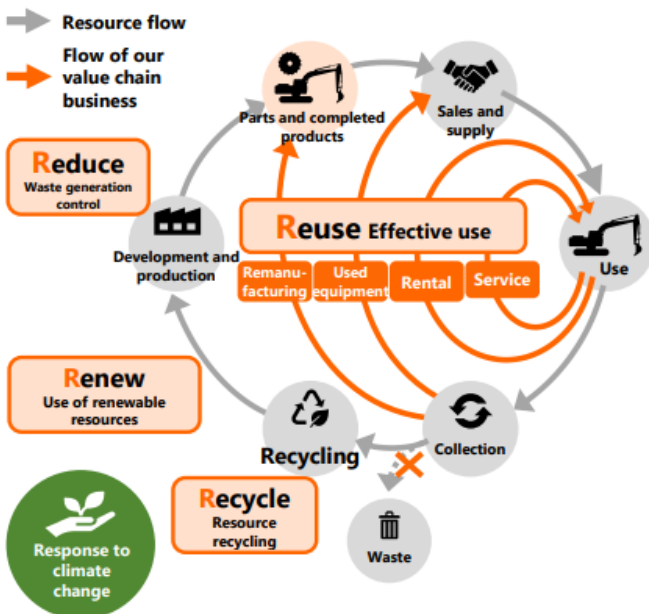 Resource flow
Flow of our
value chain
business
Parts and completed
products
Sales and
supply
Reduce
Waste generation
control
Development and
production
Reuse Effective use
Remanu-
facturing
Used
equipment
Rental
Service
Use
Renew
Use of renewable
resources
Recycling
Collection
Recycle
Resource
recycling
Waste
Response to
climate
change